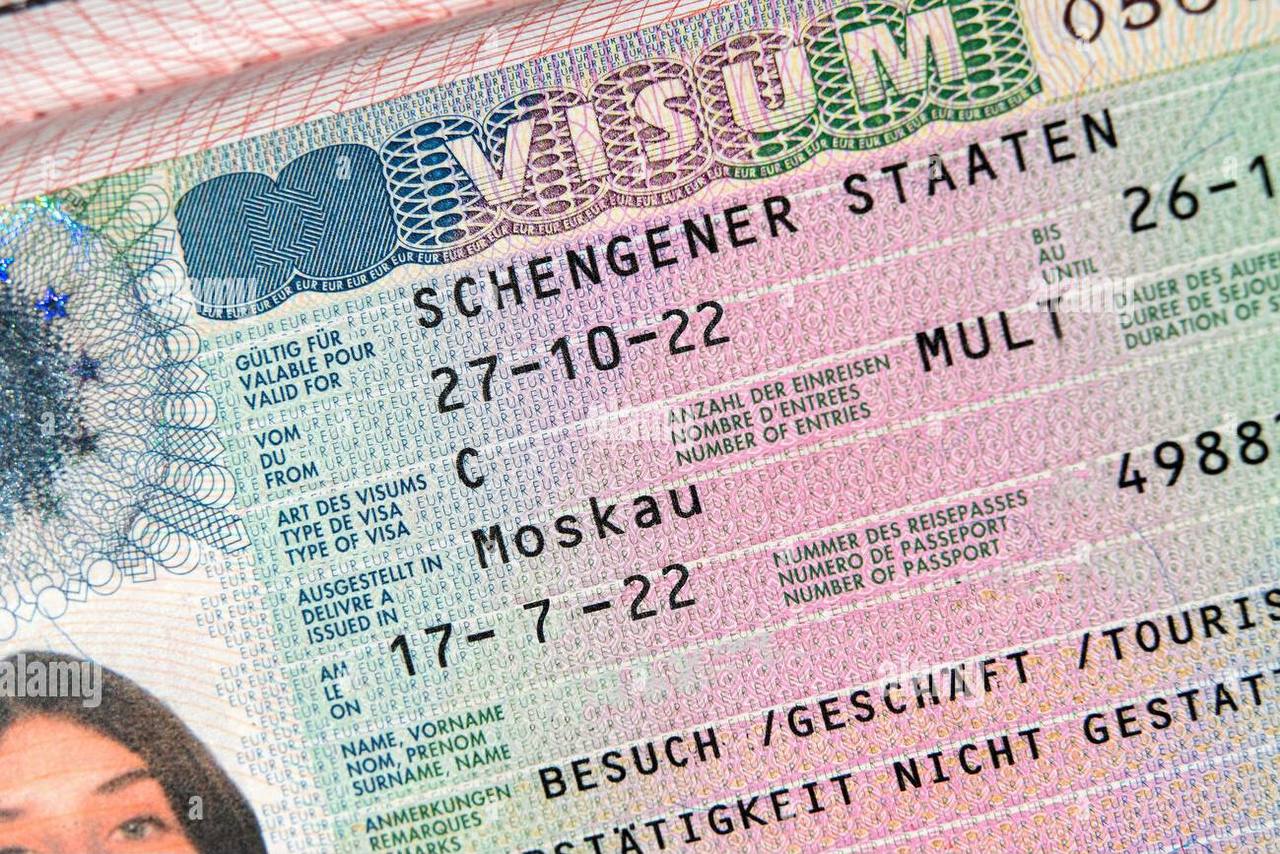 VISUM
SCHENGENER STAATEN
GÜLTIG FÜR
VALABLE POUR
VALID FOR
27-10-22
BIS
AU
UNTIL
26-1
VOM
DU
FROM
C
ANZAHL DER EINREISEN
NOMBRE D'ENTREES
NUMBER OF ENTRIES
MULT
DAUER DES AUFE
DUREE DE SEJOU
DURATION OF S
ART DES VISUMS
TYPE DE VISA
TYPE OF VISA
Moskau
AUSGESTELLT IN
DELIVRE A
ISSUED IN
17- 7 -22
NUMMER DES REISEPASSES
NUMERO DE PASSEPORT
NUMBER OF PASSPORT
4988
AM
LE
ON
NAME, VORNAME
NOM, PRENOM
SURNAME, NAME
BESUCH /GESCHÄFT /TOURIS
ANMERKUNGEN
REMARQUES
STÄTIGKEIT NICHT GESTAT
alamy